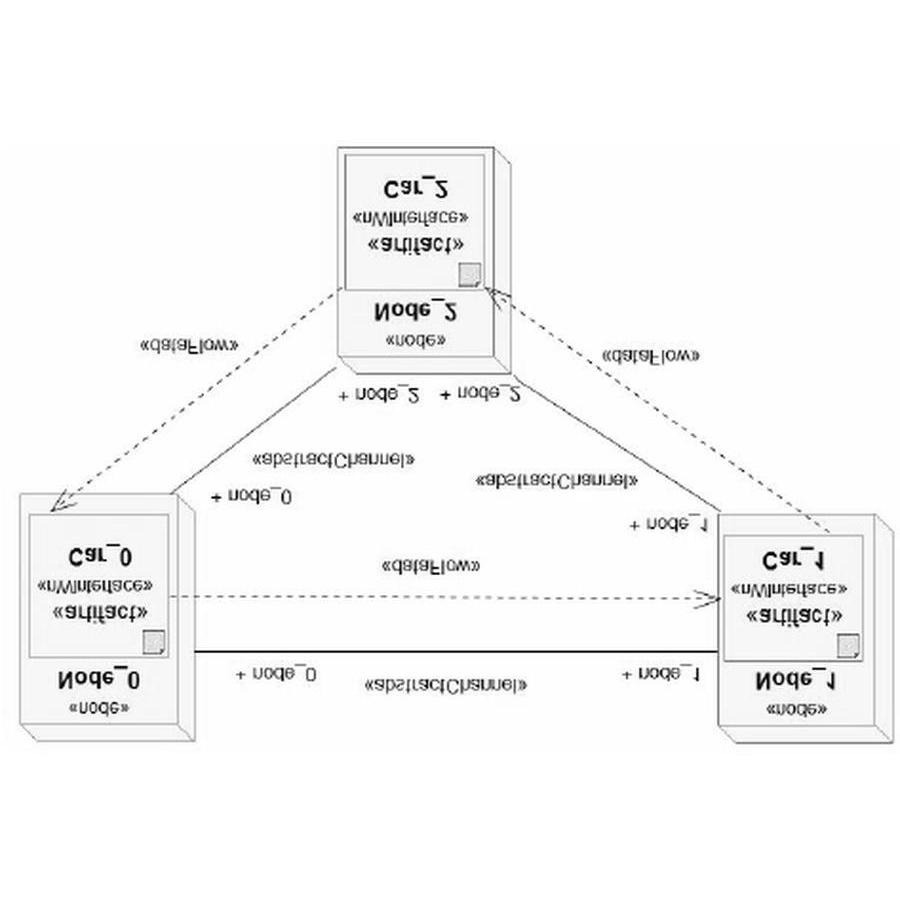 «node»
Node_0
«artifact»
«nWInterface»
Car_0
«abstractChannel»
+ node_0
+ node_1
«node»
Node_1
«artifact»
«nWInterface»
Car_1
«dataFlow»
+ node_0
+ node_1
«abstractChannel»
«abstractChannel»
+ node_2
+ node_2
«dataFlow»
«dataFlow»
«node»
Node_2
«artifact»
«nWInterface»
Car_2